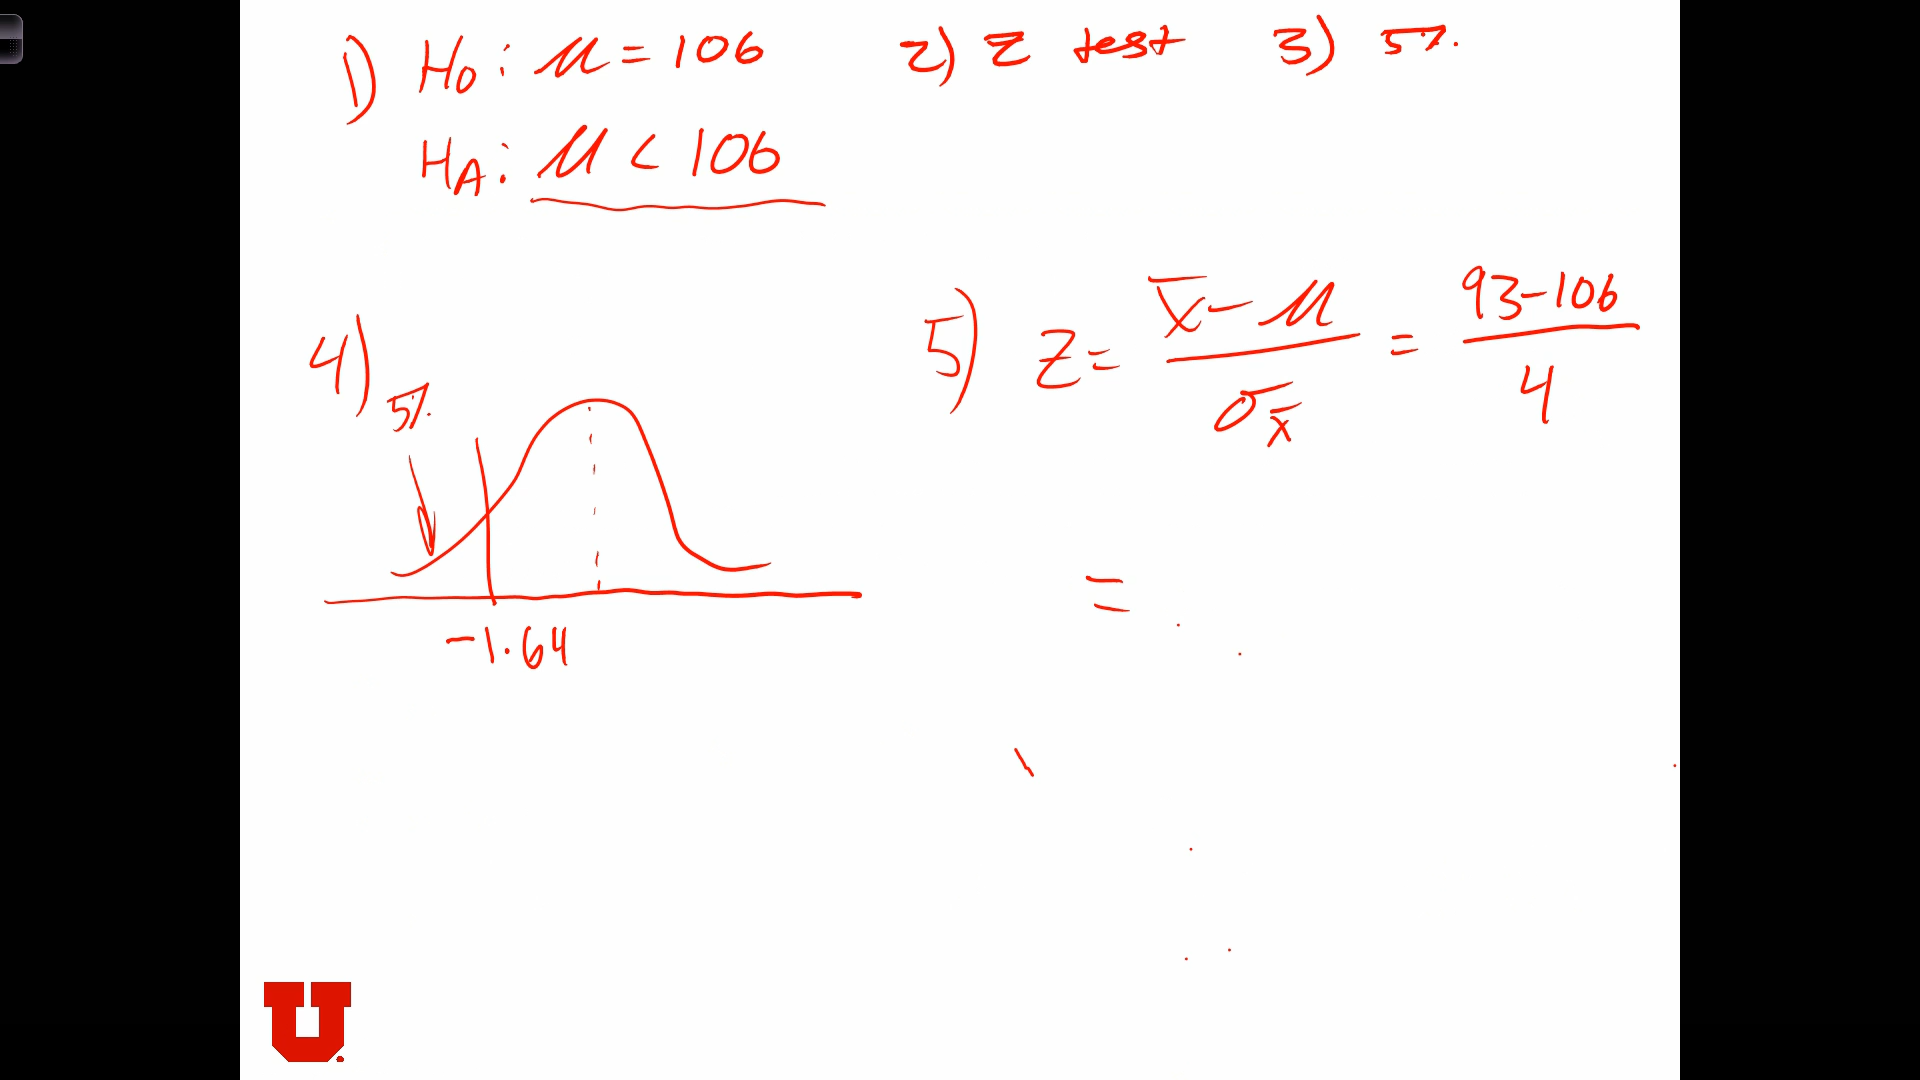 1) H₀ : μ = 106 2) z test 3) 5%.
H_A : μ < 106
4)
5%
-1.64
5) z = (x̄ - μ) / σ_x̄ = (93 - 106) / 4
=
U